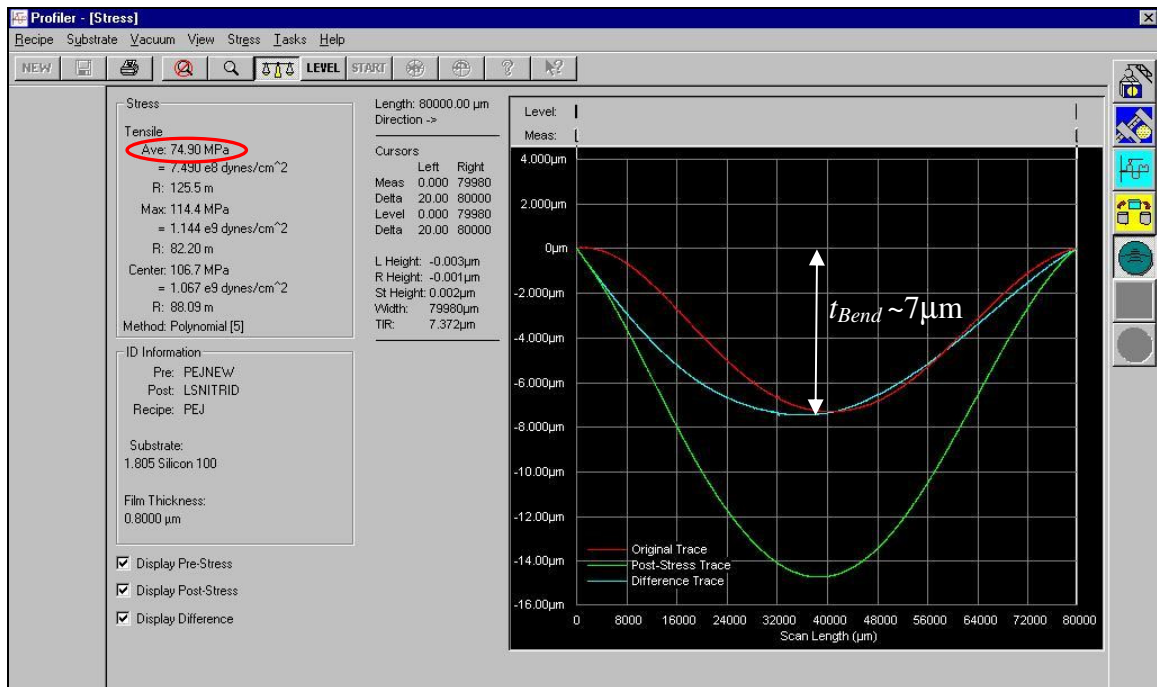 Profiler - [Stress]
Recipe Substrate Vacuum View Stress Tasks Help
NEW LEVEL START
Stress
Tensile
Ave: 74.90 MPa
= 7.490 e8 dynes/cm^2
R: 125.5 m
Max: 114.4 MPa
= 1.144 e9 dynes/cm^2
R: 82.20 m
Center: 106.7 MPa
= 1.067 e9 dynes/cm^2
R: 88.09 m
Method: Polynomial [5]
ID Information
Pre: PEJNEW
Post: LSNITRID
Recipe: PEJ
Substrate:
1.805 Silicon 100
Film Thickness:
0.8000 µm
Display Pre-Stress
Display Post-Stress
Display Difference
Length: 80000.00 µm
Direction ->
Cursors
Left Right
Meas 0.000 79980
Delta 20.00 80000
Level 0.000 79980
Delta 20.00 80000
L Height: -0.003µm
R Height: -0.001µm
St Height: 0.002µm
Width: 79980µm
TIR: 7.372µm
Level:
Meas:
4.000µm
2.000µm
0µm
-2.000µm
-4.000µm
-6.000µm
-8.000µm
-10.00µm
-12.00µm
-14.00µm
-16.00µm
t Bend ~7µm
Original Trace
Post-Stress Trace
Difference Trace
0 8000 16000 24000 32000 40000 48000 56000 64000 72000 80000
Scan Length (µm)